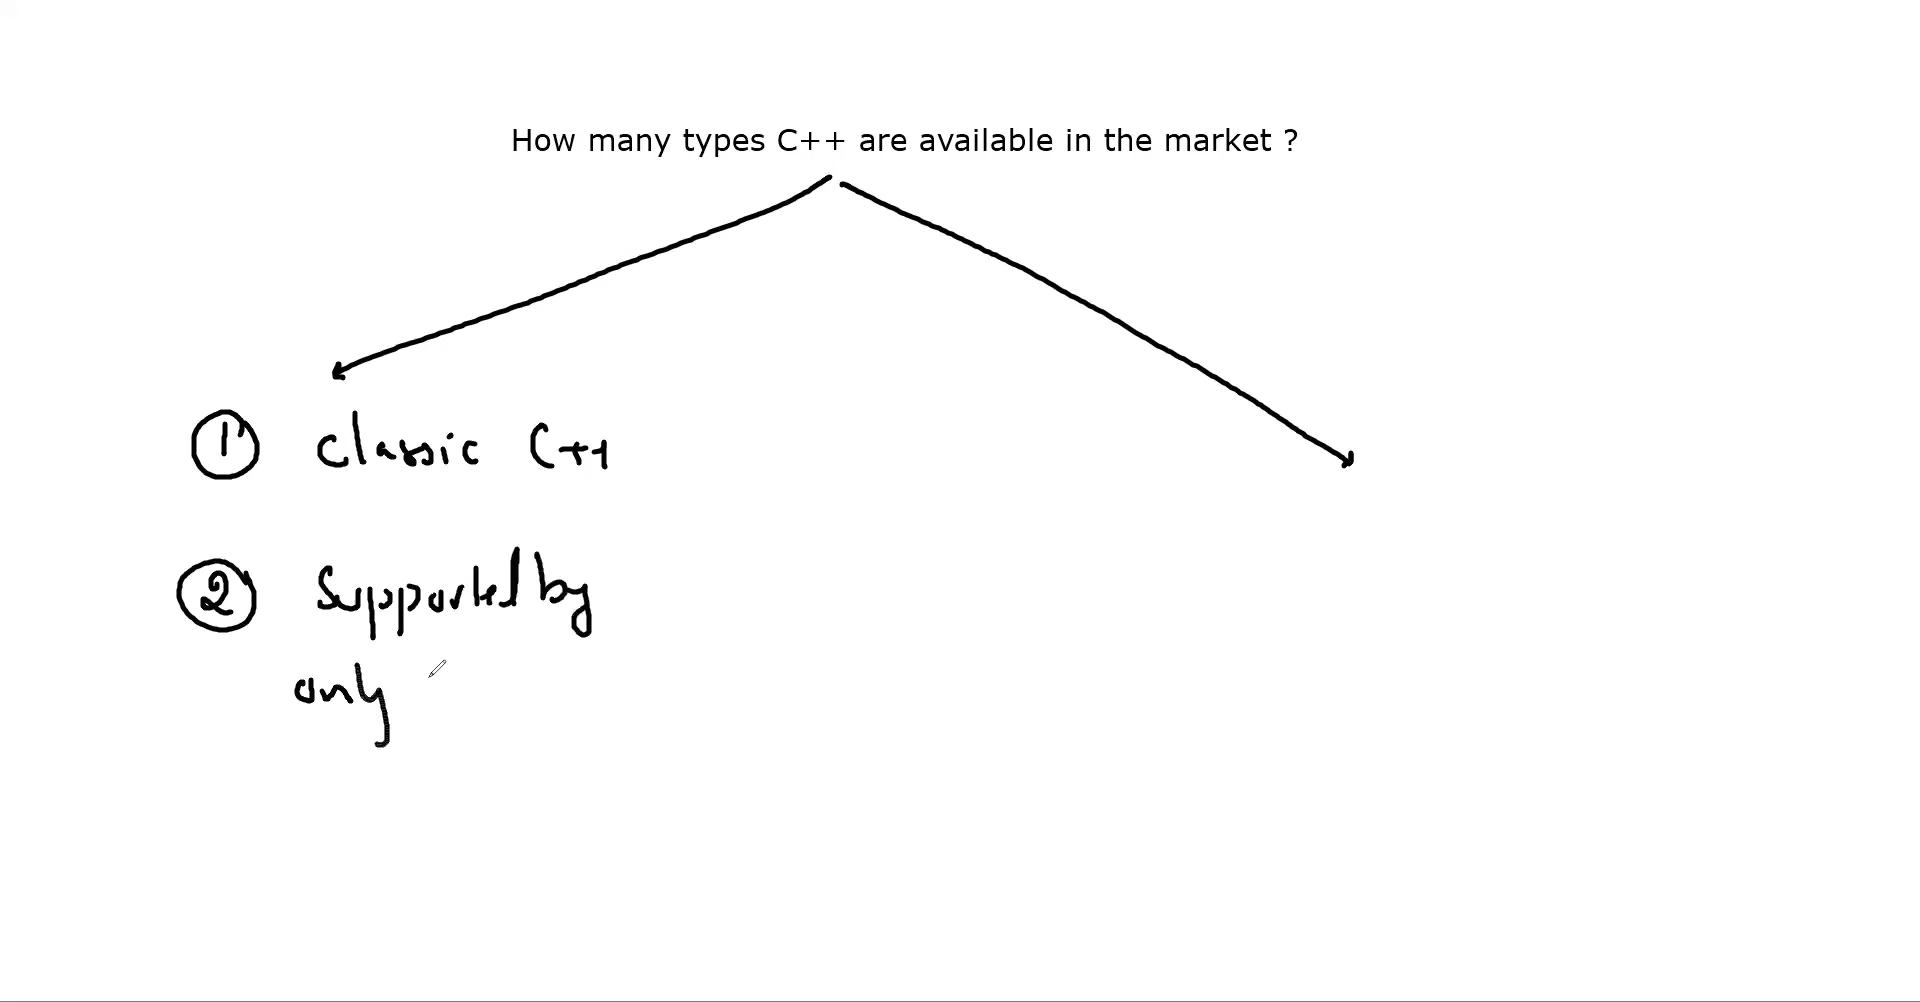 How many types C++ are available in the market ?
① classic C++
② Supported by
only